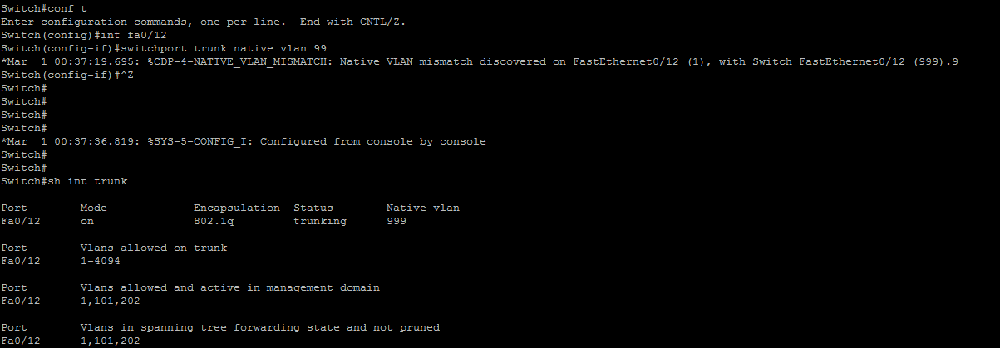 Switch#conf t
Enter configuration commands, one per line.  End with CNTL/Z.
Switch(config)#int fa0/12
Switch(config-if)#switchport trunk native vlan 99
*Mar  1 00:37:19.695: %CDP-4-NATIVE_VLAN_MISMATCH: Native VLAN mismatch discovered on FastEthernet0/12 (1), with Switch FastEthernet0/12 (999).9
Switch(config-if)#^Z
Switch#
Switch#
Switch#
Switch#
*Mar  1 00:37:36.819: %SYS-5-CONFIG_I: Configured from console by console
Switch#
Switch#
Switch#sh int trunk
Port        Mode             Encapsulation  Status        Native vlan
Fa0/12      on               802.1q         trunking      999
Port        Vlans allowed on trunk
Fa0/12      1-4094
Port        Vlans allowed and active in management domain
Fa0/12      1,101,202
Port        Vlans in spanning tree forwarding state and not pruned
Fa0/12      1,101,202